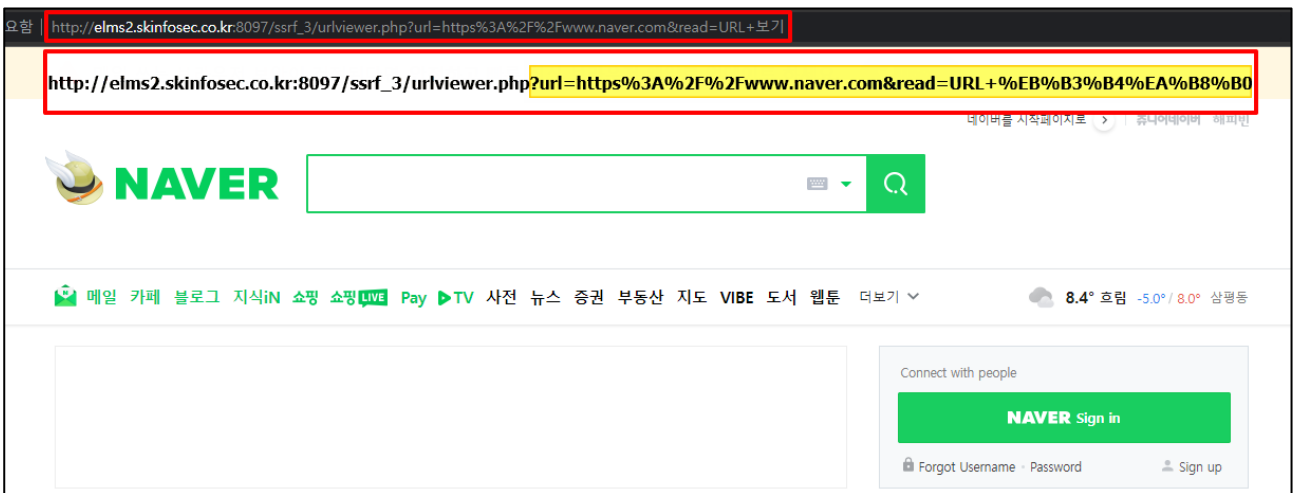 요함 http://elms2.skinfosec.co.kr:8097/ssrf_3/urlviewer.php?url=https%3A%2F%2Fwww.naver.com&read=URL+보기
http://elms2.skinfosec.co.kr:8097/ssrf_3/urlviewer.php?url=https%3A%2F%2Fwww.naver.com&read=URL+%EB%B3%B4%EA%B8%B0
네이버를 시작페이지로 > 쥬니어네이버 해피빈
NAVER
메일 카페 블로그 지식iN 쇼핑 쇼핑LIVE Pay TV 사전 뉴스 증권 부동산 지도 VIBE 도서 웹툰 더보기 8.4° 흐림 -5.0° / 8.0° 삼평동
Connect with people
NAVER Sign in
Forgot Username · Password Sign up